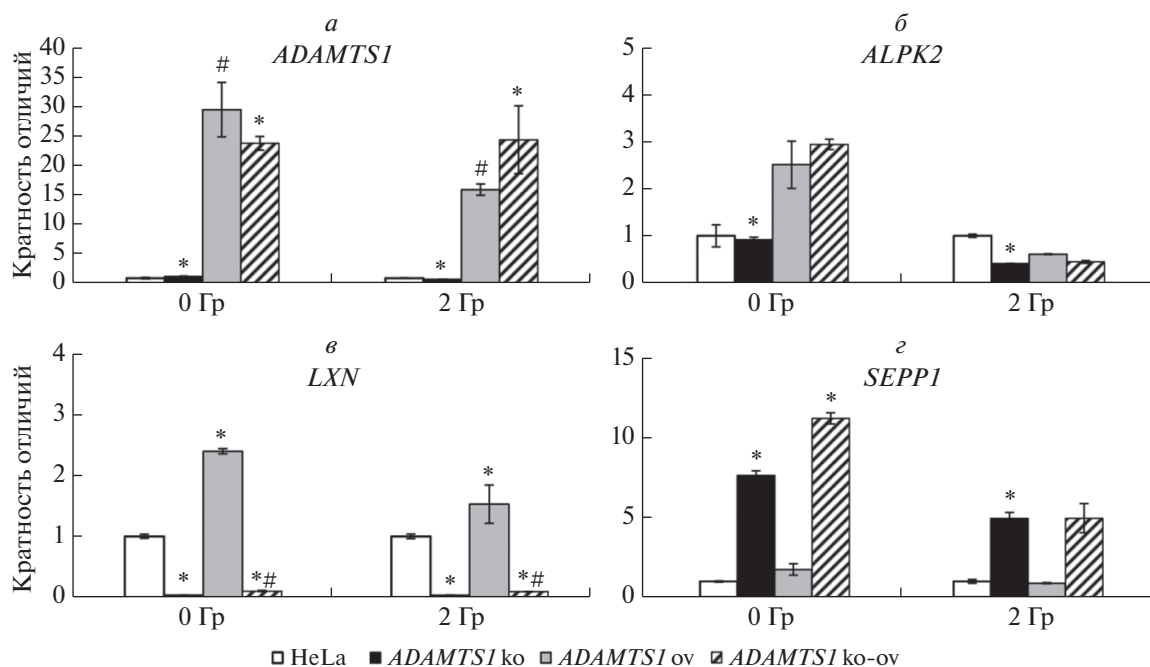 а
ADAMTS1
Кратность отличий
40
35
30
25
20
15
10
5
0
#
*
*
#
*
*
0 Гр
2 Гр
б
ALPK2
5
4
3
2
1
0
*
*
0 Гр
2 Гр
в
LXN
Кратность отличий
4
3
2
1
0
*
*
*#
*
*
*#
0 Гр
2 Гр
г
SEPP1
15
10
5
0
*
*
*
0 Гр
2 Гр
HeLa ADAMTS1 ko ADAMTS1 ov ADAMTS1 ko-ov